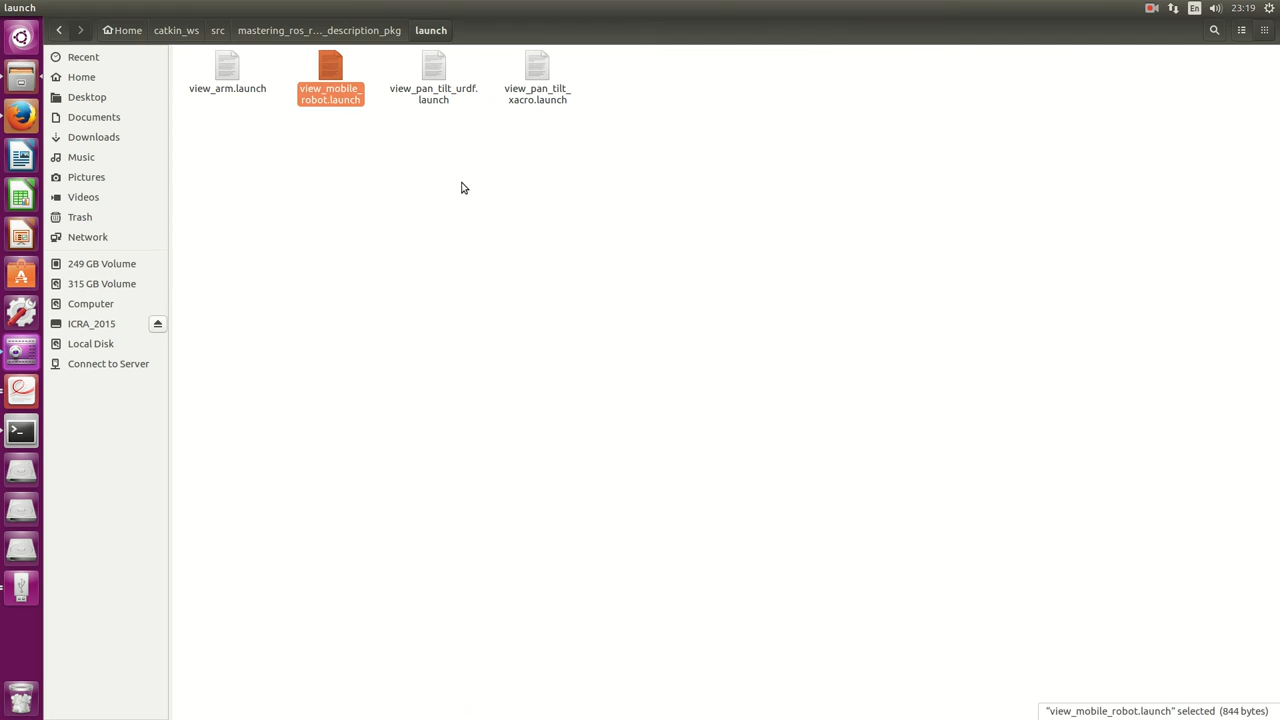 launch
En
23:19
Home
catkin_ws
src
mastering_ros_r…_description_pkg
launch
Recent
Home
Desktop
Documents
Downloads
Music
Pictures
Videos
Trash
Network
249 GB Volume
315 GB Volume
Computer
ICRA_2015
Local Disk
Connect to Server
view_arm.launch
view_mobile_
robot.launch
view_pan_tilt_urdf.
launch
view_pan_tilt_
xacro.launch
"view_mobile_robot.launch" selected (844 bytes)